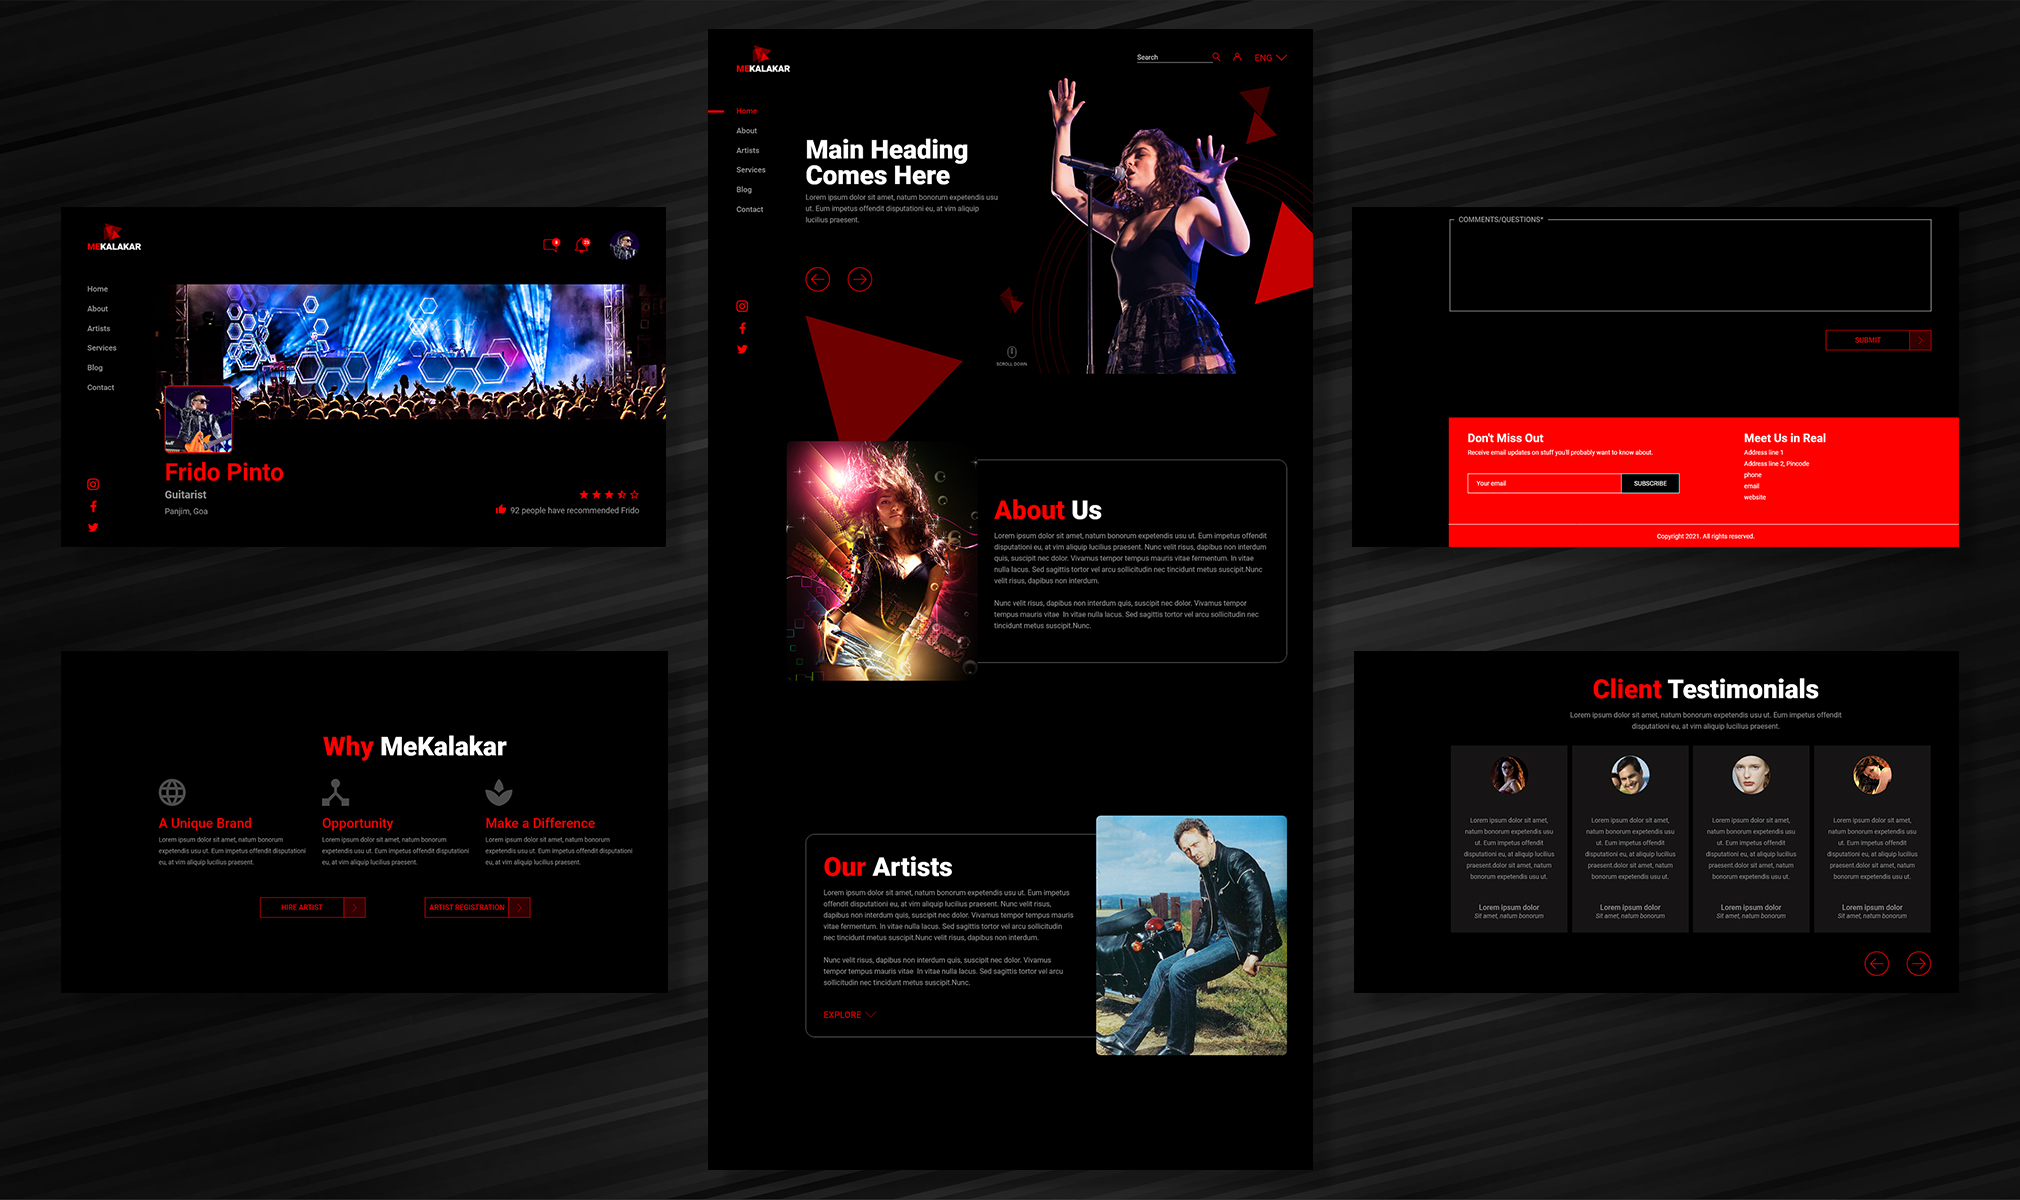 MEKALAKAR
Home
About
Artists
Services
Blog
Contact
Frido Pinto
Guitarist
Panjim, Goa
92 people have recommended Frido
Why MeKalakar
A Unique Brand
Lorem ipsum dolor sit amet, natum bonorum
expetendis usu ut. Eum impetus offendit disputationi
eu, at vim aliquip lucilius praesent.
Opportunity
Lorem ipsum dolor sit amet, natum bonorum
expetendis usu ut. Eum impetus offendit disputationi
eu, at vim aliquip lucilius praesent.
Make a Difference
Lorem ipsum dolor sit amet, natum bonorum
expetendis usu ut. Eum impetus offendit disputationi
eu, at vim aliquip lucilius praesent.
HIRE ARTIST
ARTIST REGISTRATION
MEKALAKAR
Search
ENG
Home
About
Artists
Services
Blog
Contact
Main Heading
Comes Here
Lorem ipsum dolor sit amet, natum bonorum expetendis usu
ut. Eum impetus offendit disputationi eu, at vim aliquip
lucilius praesent.
SCROLL DOWN
About Us
Lorem ipsum dolor sit amet, natum bonorum expetendis usu ut. Eum impetus offendit
disputationi eu, at vim aliquip lucilius praesent. Nunc velit risus, dapibus non interdum
quis, suscipit nec dolor. Vivamus tempor tempus mauris vitae fermentum. In vitae
nulla lacus. Sed sagittis tortor vel arcu sollicitudin nec tincidunt metus suscipit.Nunc
velit risus, dapibus non interdum.
Nunc velit risus, dapibus non interdum quis, suscipit nec dolor. Vivamus tempor
tempus mauris vitae  In vitae nulla lacus. Sed sagittis tortor vel arcu sollicitudin nec
tincidunt metus suscipit.Nunc.
Our Artists
Lorem ipsum dolor sit amet, natum bonorum expetendis usu ut. Eum impetus
offendit disputationi eu, at vim aliquip lucilius praesent. Nunc velit risus,
dapibus non interdum quis, suscipit nec dolor. Vivamus tempor tempus mauris
vitae fermentum. In vitae nulla lacus. Sed sagittis tortor vel arcu sollicitudin
nec tincidunt metus suscipit.Nunc velit risus, dapibus non interdum.
Nunc velit risus, dapibus non interdum quis, suscipit nec dolor. Vivamus
tempor tempus mauris vitae  In vitae nulla lacus. Sed sagittis tortor vel arcu
sollicitudin nec tincidunt metus suscipit.Nunc.
EXPLORE
COMMENTS/QUESTIONS*
SUBMIT
Don't Miss Out
Receive email updates on stuff you'll probably want to know about.
Your email
SUBSCRIBE
Meet Us in Real
Address line 1
Address line 2, Pincode
phone
email
website
Copyright 2021. All rights reserved.
Client Testimonials
Lorem ipsum dolor sit amet, natum bonorum expetendis usu ut. Eum impetus offendit
disputationi eu, at vim aliquip lucilius praesent.
Lorem ipsum dolor sit amet,
natum bonorum expetendis usu
ut. Eum impetus offendit
disputationi eu, at aliquip lucilius
praesent.dolor sit amet, natum
bonorum expetendis usu ut.
Lorem ipsum dolor
Sit amet, natum bonorum
Lorem ipsum dolor sit amet,
natum bonorum expetendis usu
ut. Eum impetus offendit
disputationi eu, at aliquip lucilius
praesent.dolor sit amet, natum
bonorum expetendis usu ut.
Lorem ipsum dolor
Sit amet, natum bonorum
Lorem ipsum dolor sit amet,
natum bonorum expetendis usu
ut. Eum impetus offendit
disputationi eu, at aliquip lucilius
praesent.dolor sit amet, natum
bonorum expetendis usu ut.
Lorem ipsum dolor
Sit amet, natum bonorum
Lorem ipsum dolor sit amet,
natum bonorum expetendis usu
ut. Eum impetus offendit
disputationi eu, at aliquip lucilius
praesent.dolor sit amet, natum
bonorum expetendis usu ut.
Lorem ipsum dolor
Sit amet, natum bonorum